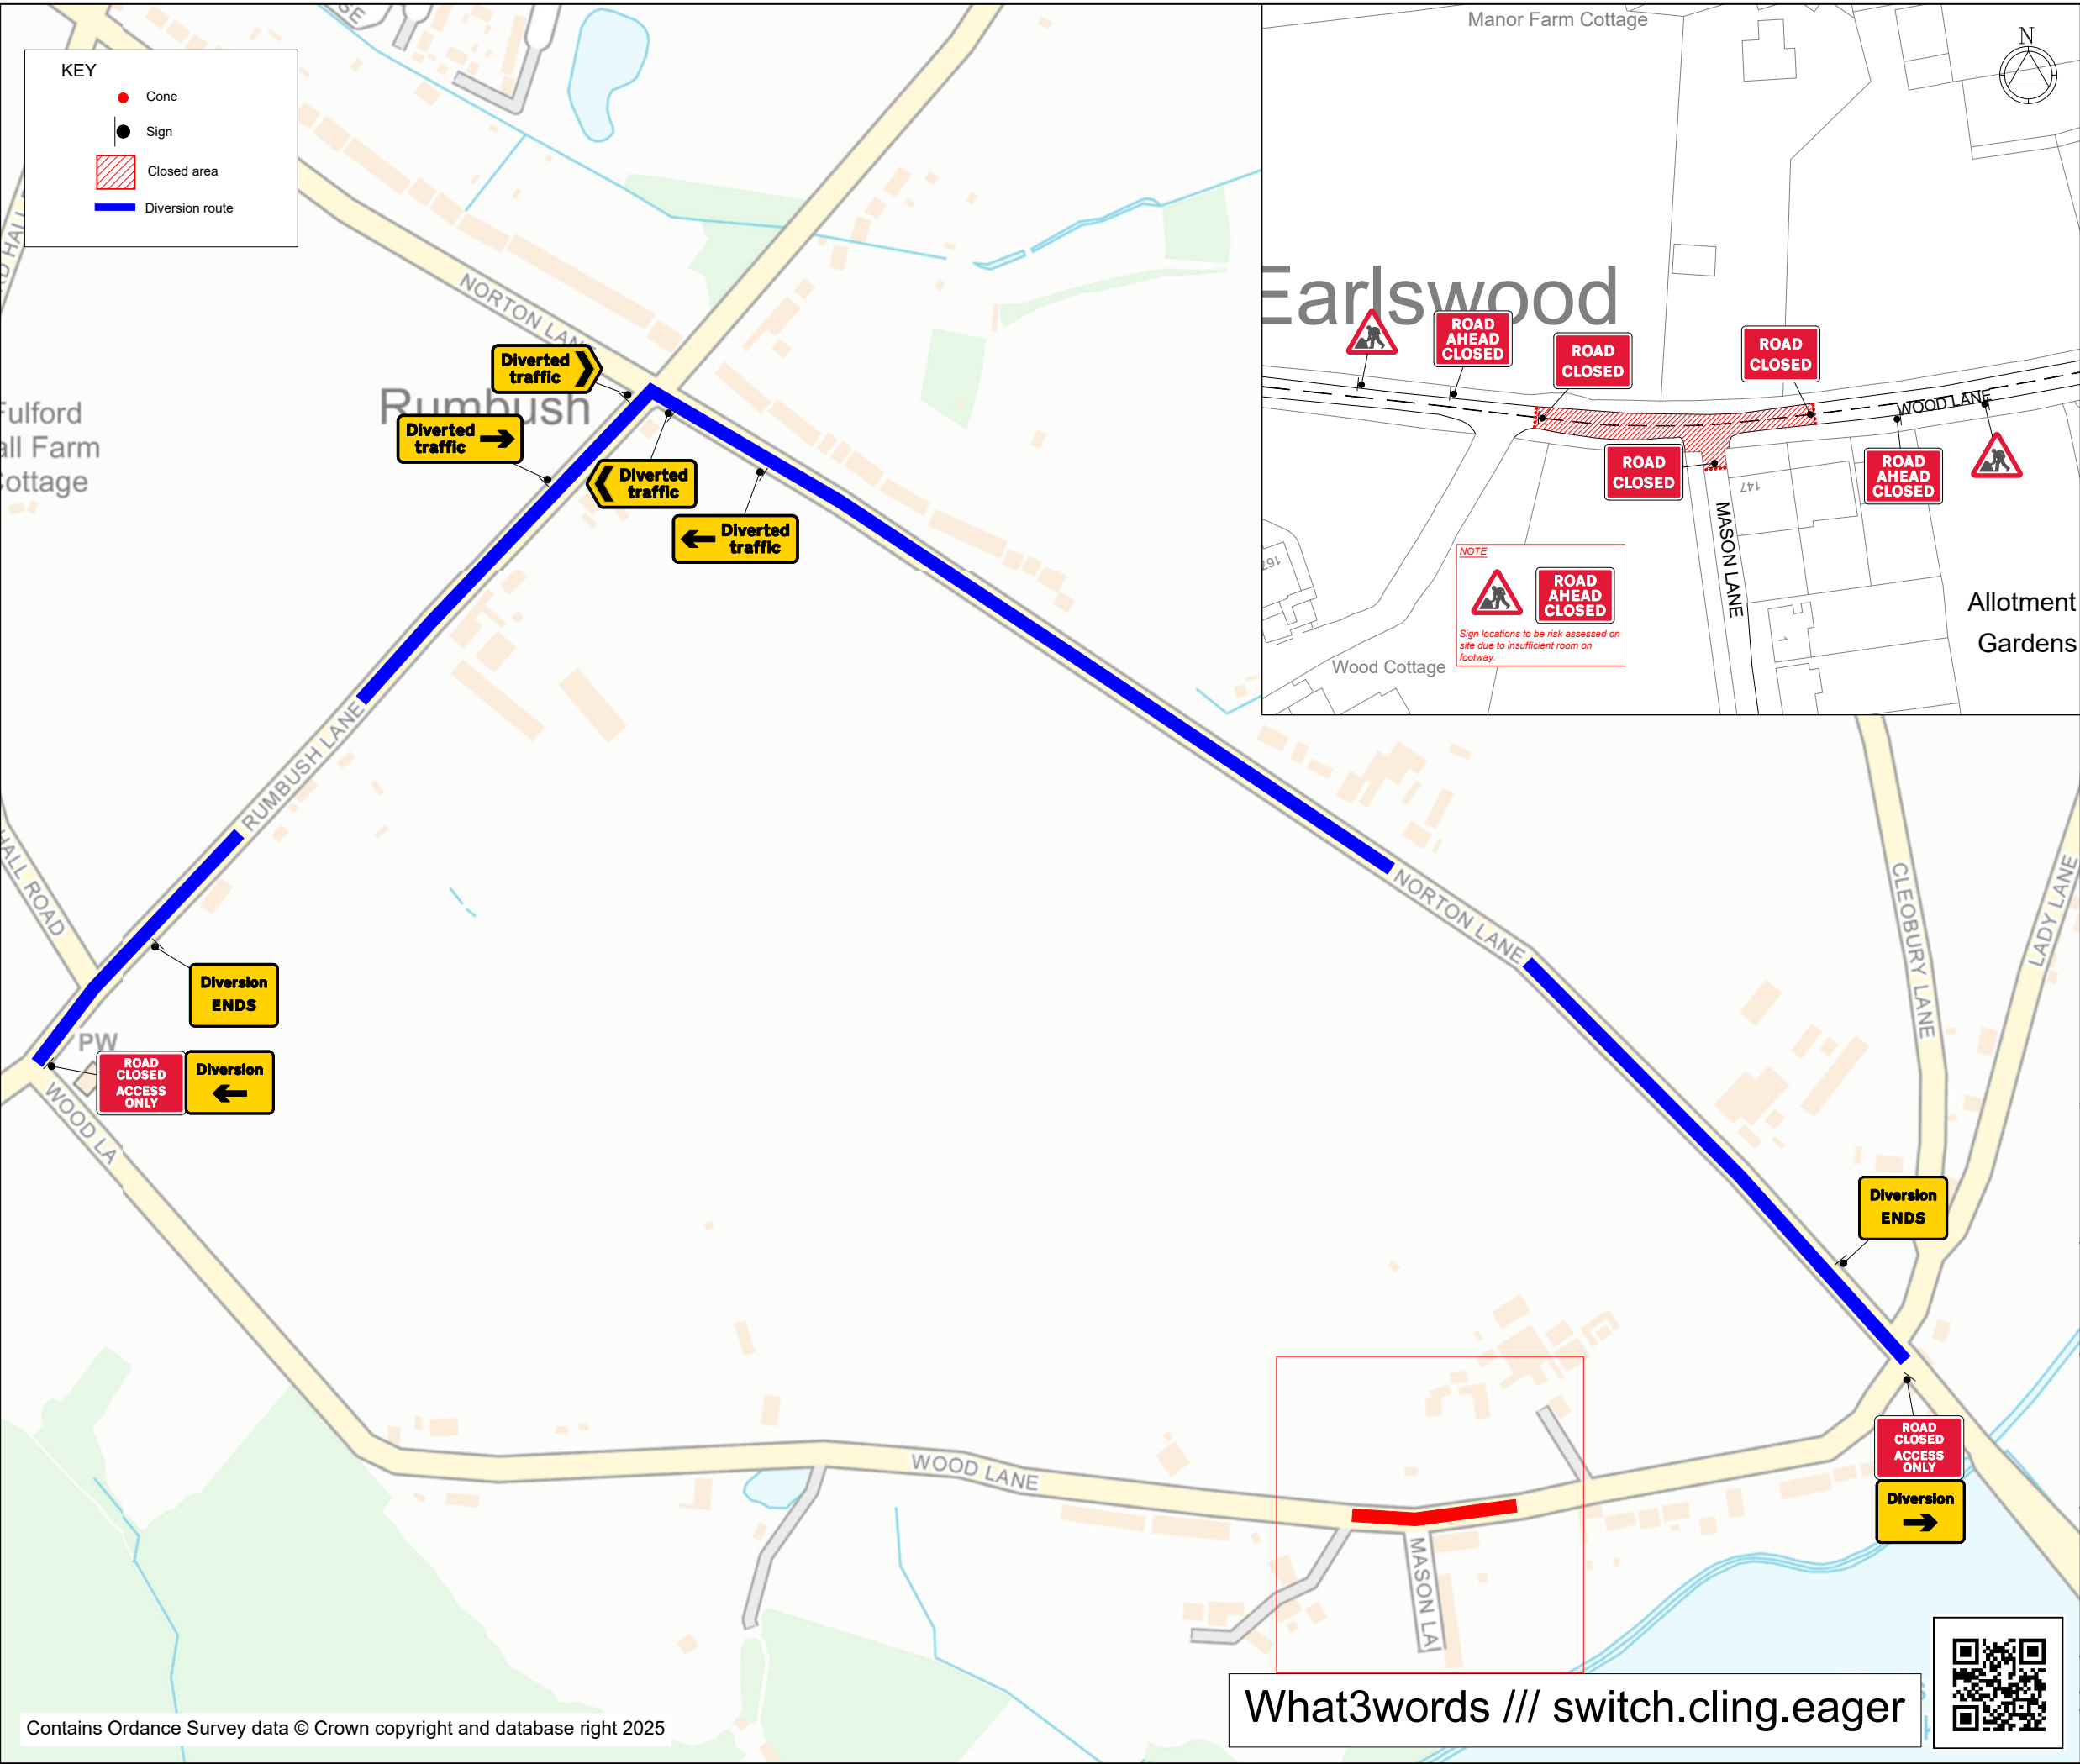 KEY
Cone
Sign
Closed area
Diversion route
NORTON LANE
Rumbush
Diverted
traffic
Diverted
traffic
Diverted
traffic
Diverted
traffic
Fulford
all Farm
Cottage
RUMBUSH LANE
HALL ROAD
Diversion
ENDS
PW
ROAD
CLOSED
ACCESS
ONLY
Diversion
WOOD LA
Manor Farm Cottage
N
Earlswood
ROAD
AHEAD
CLOSED
ROAD
CLOSED
ROAD
CLOSED
WOOD LANE
ROAD
CLOSED
ROAD
AHEAD
CLOSED
147
MASON LANE
167
1
NOTE
ROAD
AHEAD
CLOSED
Sign locations to be risk assessed on
site due to insufficient room on
footway.
Wood Cottage
Allotment
Gardens
NORTON LANE
CLEOBURY LANE
LADY LANE
Diversion
ENDS
ROAD
CLOSED
ACCESS
ONLY
Diversion
WOOD LANE
MASON LA
What3words /// switch.cling.eager
Contains Ordance Survey data © Crown copyright and database right 2025